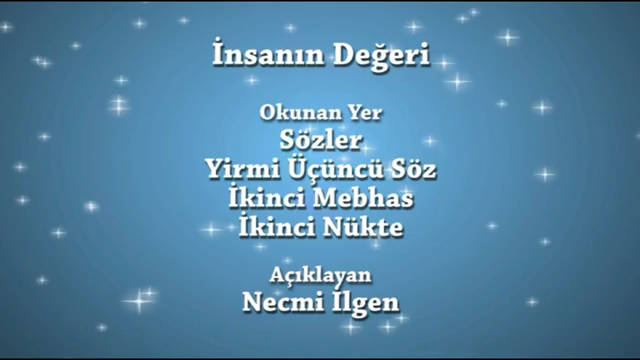 İnsanın Değeri
Okunan Yer
Sözler
Yirmi Üçüncü Söz
İkinci Mebhas
İkinci Nükte
Açıklayan
Necmi İlgen